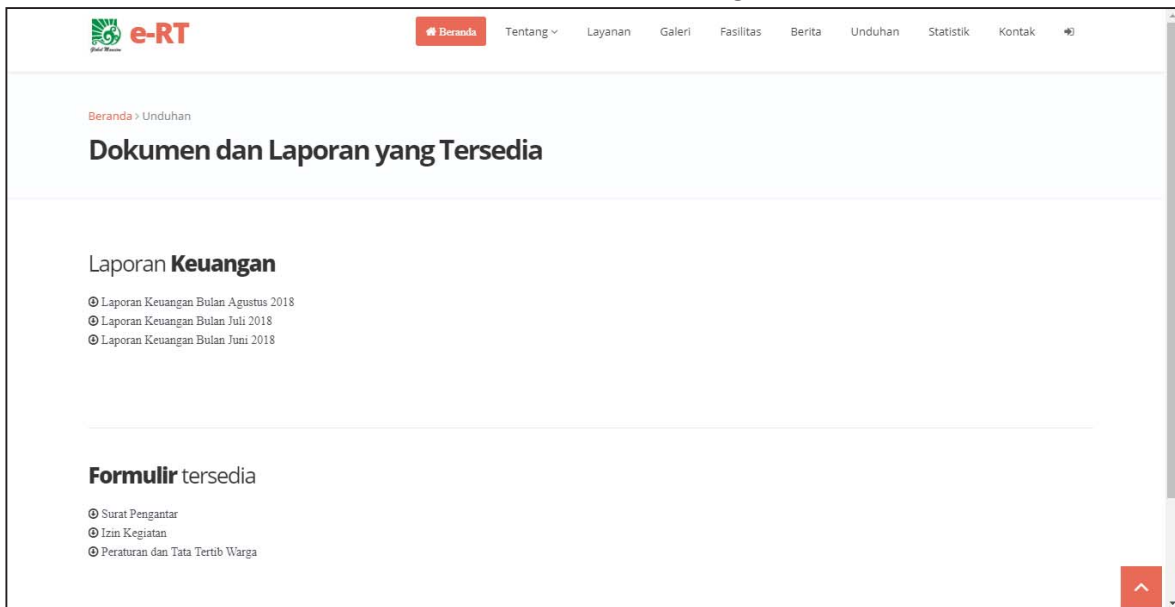 e-RT
Beranda Tentang Layanan Galeri Fasilitas Berita Unduhan Statistik Kontak
Beranda > Unduhan
Dokumen dan Laporan yang Tersedia
Laporan Keuangan
Laporan Keuangan Bulan Agustus 2018
Laporan Keuangan Bulan Juli 2018
Laporan Keuangan Bulan Juni 2018
Formulir tersedia
Surat Pengantar
Izin Kegiatan
Peraturan dan Tata Tertib Warga